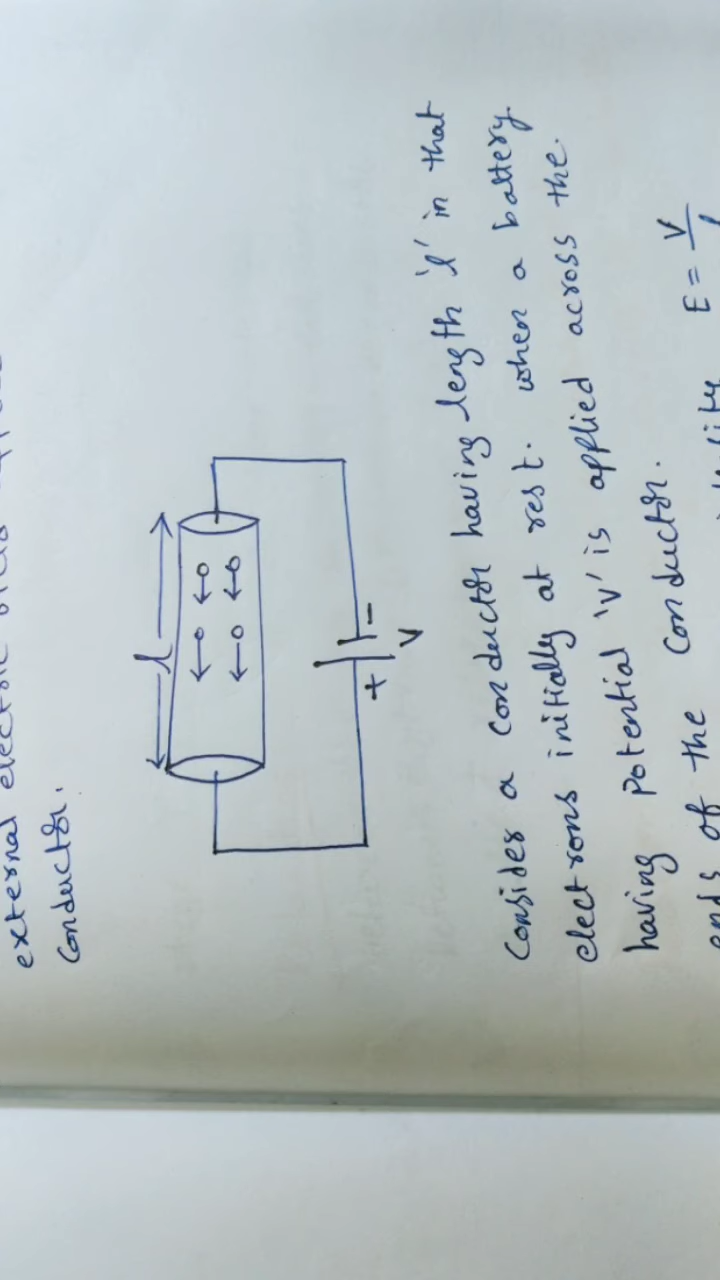 external electric
conductor.
l
+ -
V
Consider a conductor having length 'l' in that
electrons initially at rest. when a battery
having potential 'V' is applied across the
ends of the conductor.
E = V